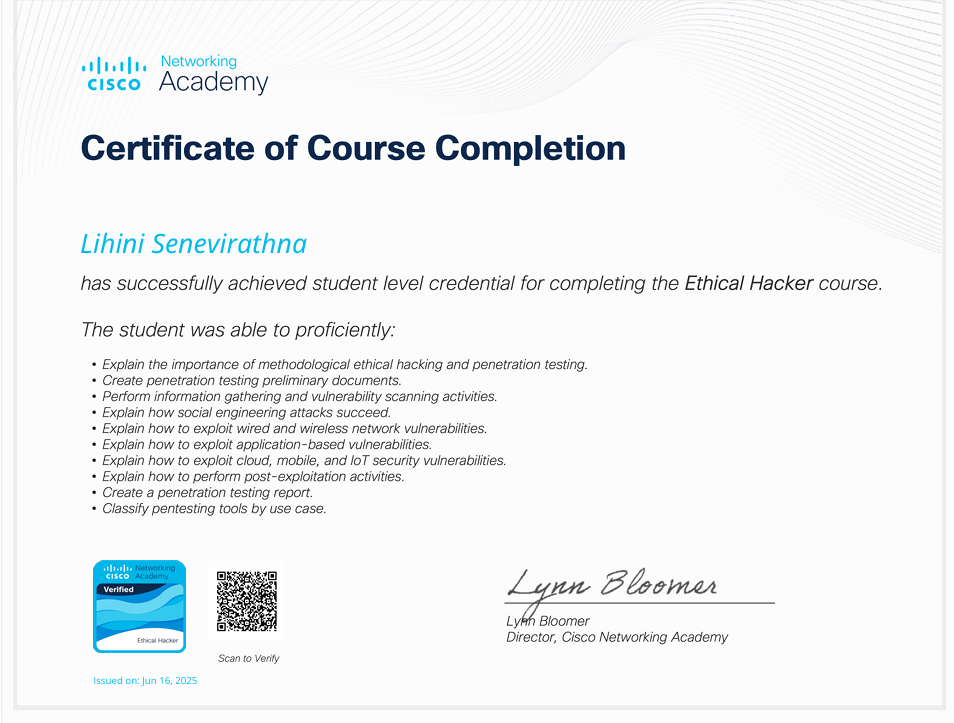 Networking
CISCO Academy
Certificate of Course Completion
Lihini Senevirathna
has successfully achieved student level credential for completing the Ethical Hacker course.
The student was able to proficiently:
• Explain the importance of methodological ethical hacking and penetration testing.
• Create penetration testing preliminary documents.
• Perform information gathering and vulnerability scanning activities.
• Explain how social engineering attacks succeed.
• Explain how to exploit wired and wireless network vulnerabilities.
• Explain how to exploit application-based vulnerabilities.
• Explain how to exploit cloud, mobile, and IoT security vulnerabilities.
• Explain how to perform post-exploitation activities.
• Create a penetration testing report.
• Classify pentesting tools by use case.
Networking
CISCO Academy
Verified
Ethical Hacker
Scan to Verify
Issued on: Jun 16, 2025
Lynn Bloomer
Lynn Bloomer
Director, Cisco Networking Academy